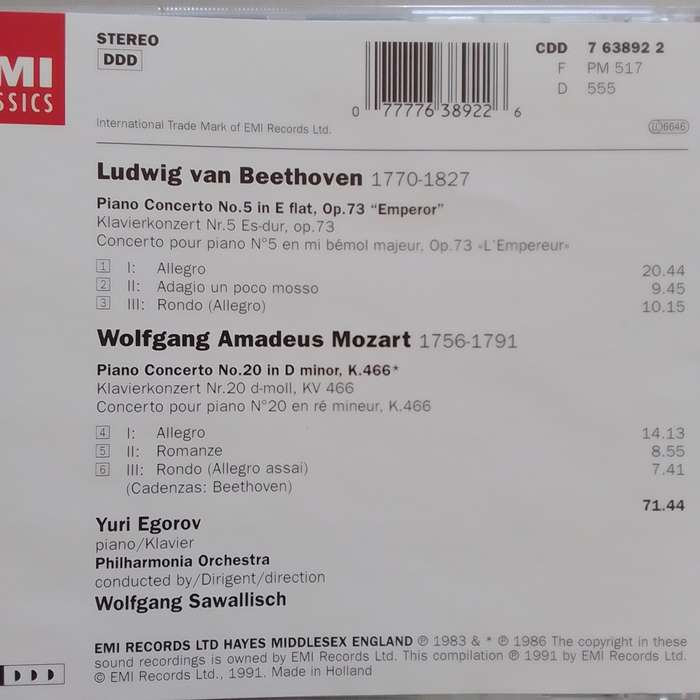 STEREO
DDD
MI
SSICS
International Trade Mark of EMI Records Ltd.
0 77776 38922 6
CDD 7 63892 2
F PM 517
D 555
6646
Ludwig van Beethoven 1770-1827
Piano Concerto No.5 in E flat, Op.73 “Emperor”
Klavierkonzert Nr.5 Es-dur, op.73
Concerto pour piano N°5 en mi bémol majeur, Op.73 «L'Empereur»
1 I: Allegro 20.44
2 II: Adagio un poco mosso 9.45
3 III: Rondo (Allegro) 10.15
Wolfgang Amadeus Mozart 1756-1791
Piano Concerto No.20 in D minor, K.466*
Klavierkonzert Nr.20 d-moll, KV 466
Concerto pour piano N°20 en ré mineur, K.466
4 I: Allegro 14.13
5 II: Romanze 8.55
6 III: Rondo (Allegro assai) 7.41
(Cadenzas: Beethoven)
71.44
Yuri Egorov
piano/Klavier
Philharmonia Orchestra
conducted by/Dirigent/direction
Wolfgang Sawallisch
EMI RECORDS LTD HAYES MIDDLESEX ENGLAND ℗ 1983 & * ℗ 1986 The copyright in these
sound recordings is owned by EMI Records Ltd. This compilation ℗ 1991 by EMI Records Ltd.
© EMI Records Ltd., 1991. Made in Holland
D D D